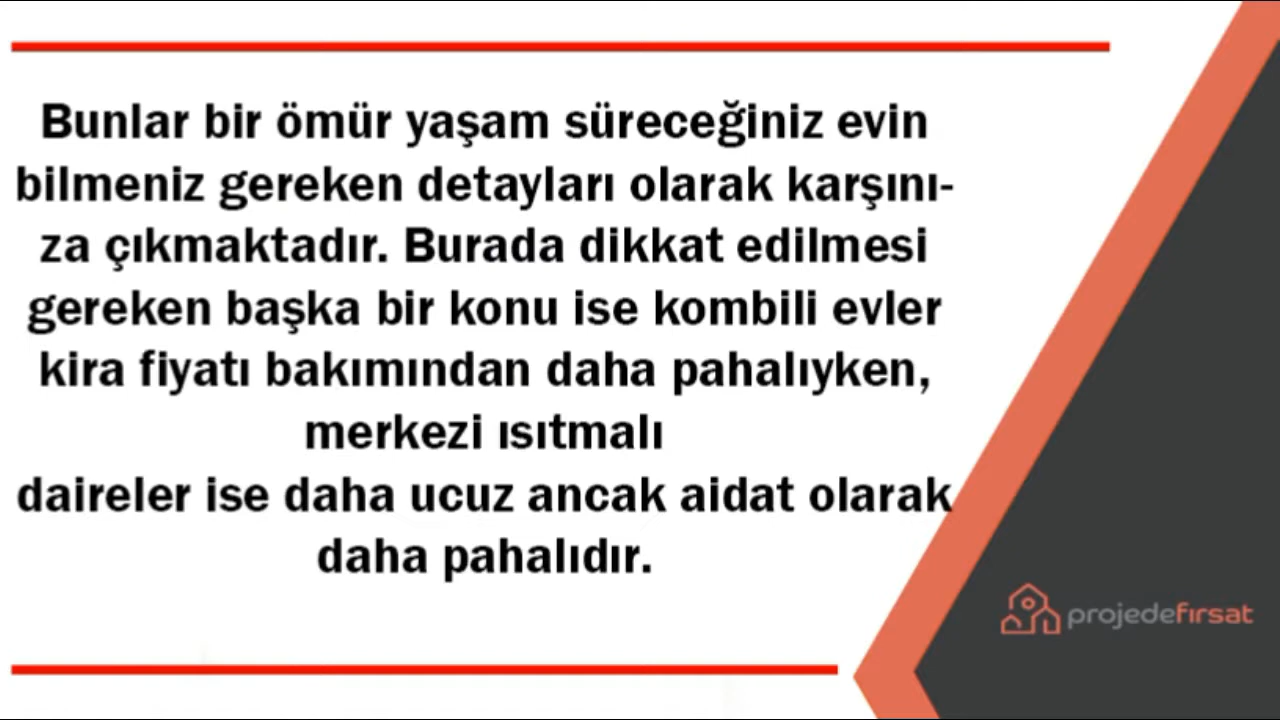 Bunlar bir ömür yaşam süreceğiniz evin
bilmeniz gereken detayları olarak karşını-
za çıkmaktadır. Burada dikkat edilmesi
gereken başka bir konu ise kombili evler
kira fiyatı bakımından daha pahalıyken,
merkezi ısıtmalı
daireler ise daha ucuz ancak aidat olarak
daha pahalıdır.
projedefırsat